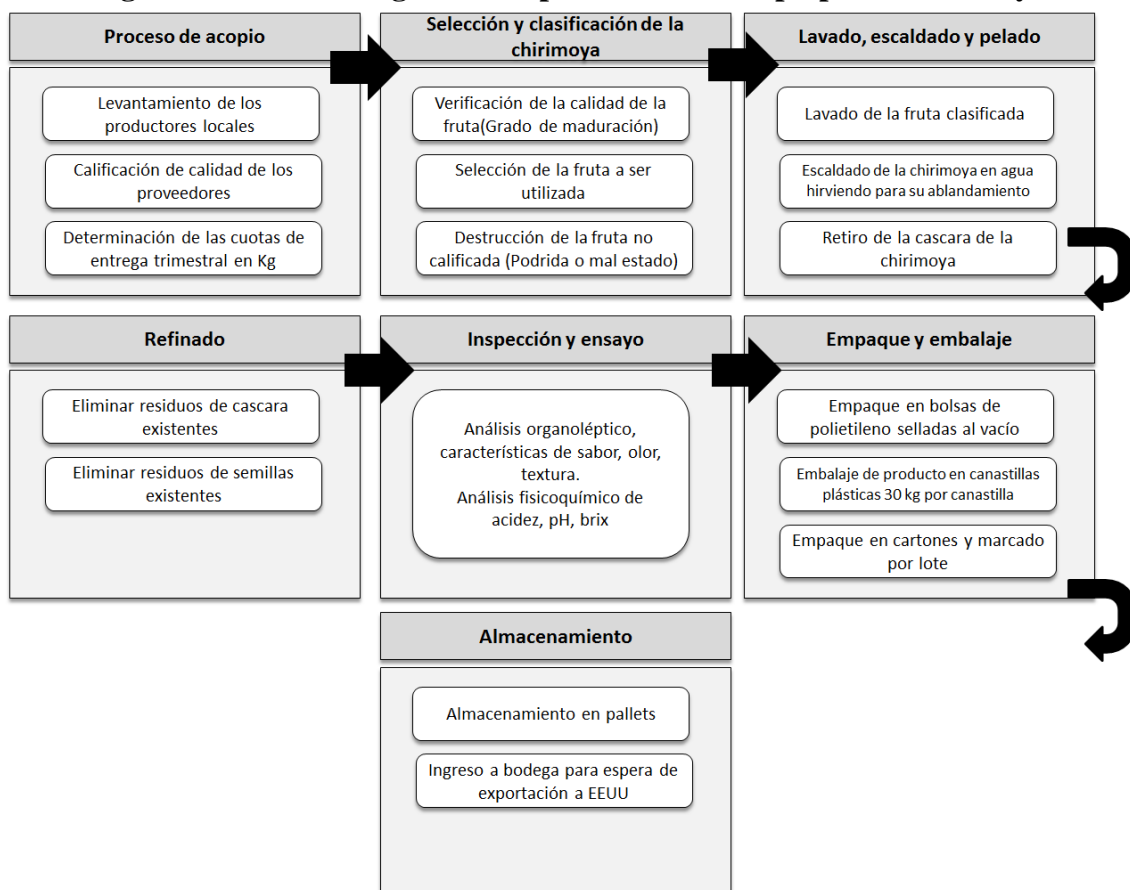 Proceso de acopio
Levantamiento de los
productores locales
Calificación de calidad de los
proveedores
Determinación de las cuotas de
entrega trimestral en Kg
Selección y clasificación de la
chirimoya
Verificación de la calidad de la
fruta(Grado de maduración)
Selección de la fruta a ser
utilizada
Destrucción de la fruta no
calificada (Podrida o mal estado)
Lavado, escaldado y pelado
Lavado de la fruta clasificada
Escaldado de la chirimoya en agua
hirviendo para su ablandamiento
Retiro de la cascara de la
chirimoya
Refinado
Eliminar residuos de cascara
existentes
Eliminar residuos de semillas
existentes
Inspección y ensayo
Análisis organoléptico,
características de sabor, olor,
textura.
Análisis fisicoquímico de
acidez, pH, brix
Empaque y embalaje
Empaque en bolsas de
polietileno selladas al vacío
Embalaje de producto en canastillas
plásticas 30 kg por canastilla
Empaque en cartones y marcado
por lote
Almacenamiento
Almacenamiento en pallets
Ingreso a bodega para espera de
exportación a EEUU